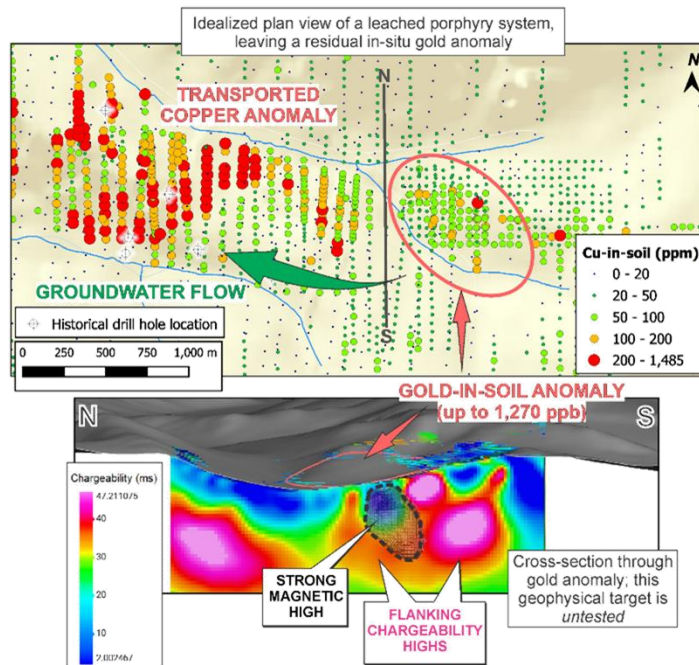 Idealized plan view of a leached porphyry system,
leaving a residual in-situ gold anomaly
N
N
TRANSPORTED
COPPER ANOMALY
Cu-in-soil (ppm)
0 - 20
20 - 50
50 - 100
100 - 200
200 - 1,485
GROUNDWATER FLOW
Historical drill hole location
S
0 250 500 750 1,000 m
GOLD-IN-SOIL ANOMALY
(up to 1,270 ppb)
N
S
Chargeability (ms)
47.211075
40
30
20
10
2.002467
STRONG
MAGNETIC
HIGH
FLANKING
CHARGEABILITY
HIGHS
Cross-section through
gold anomaly; this
geophysical target is
untested